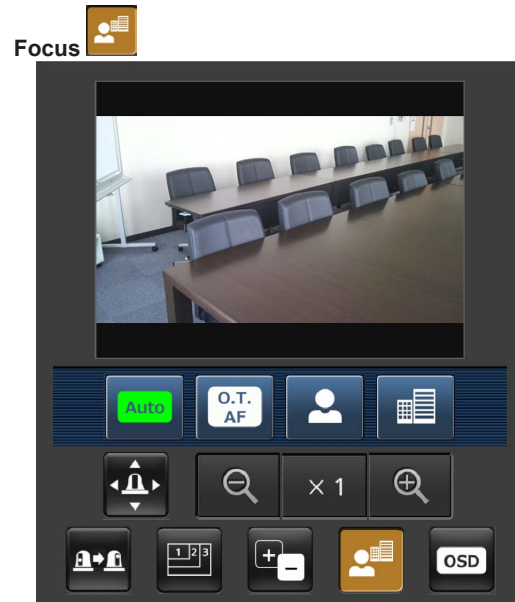 Focus
Auto
O.T.
AF
× 1
1 2 3
OSD